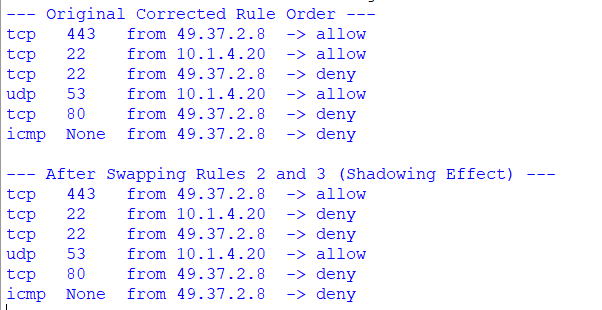 --- Original Corrected Rule Order ---
tcp   443   from 49.37.2.8  -> allow
tcp   22    from 10.1.4.20  -> allow
tcp   22    from 49.37.2.8  -> deny
udp   53    from 10.1.4.20  -> allow
tcp   80    from 49.37.2.8  -> deny
icmp  None  from 49.37.2.8  -> deny

--- After Swapping Rules 2 and 3 (Shadowing Effect) ---
tcp   443   from 49.37.2.8  -> allow
tcp   22    from 10.1.4.20  -> deny
tcp   22    from 49.37.2.8  -> deny
udp   53    from 10.1.4.20  -> allow
tcp   80    from 49.37.2.8  -> deny
icmp  None  from 49.37.2.8  -> deny